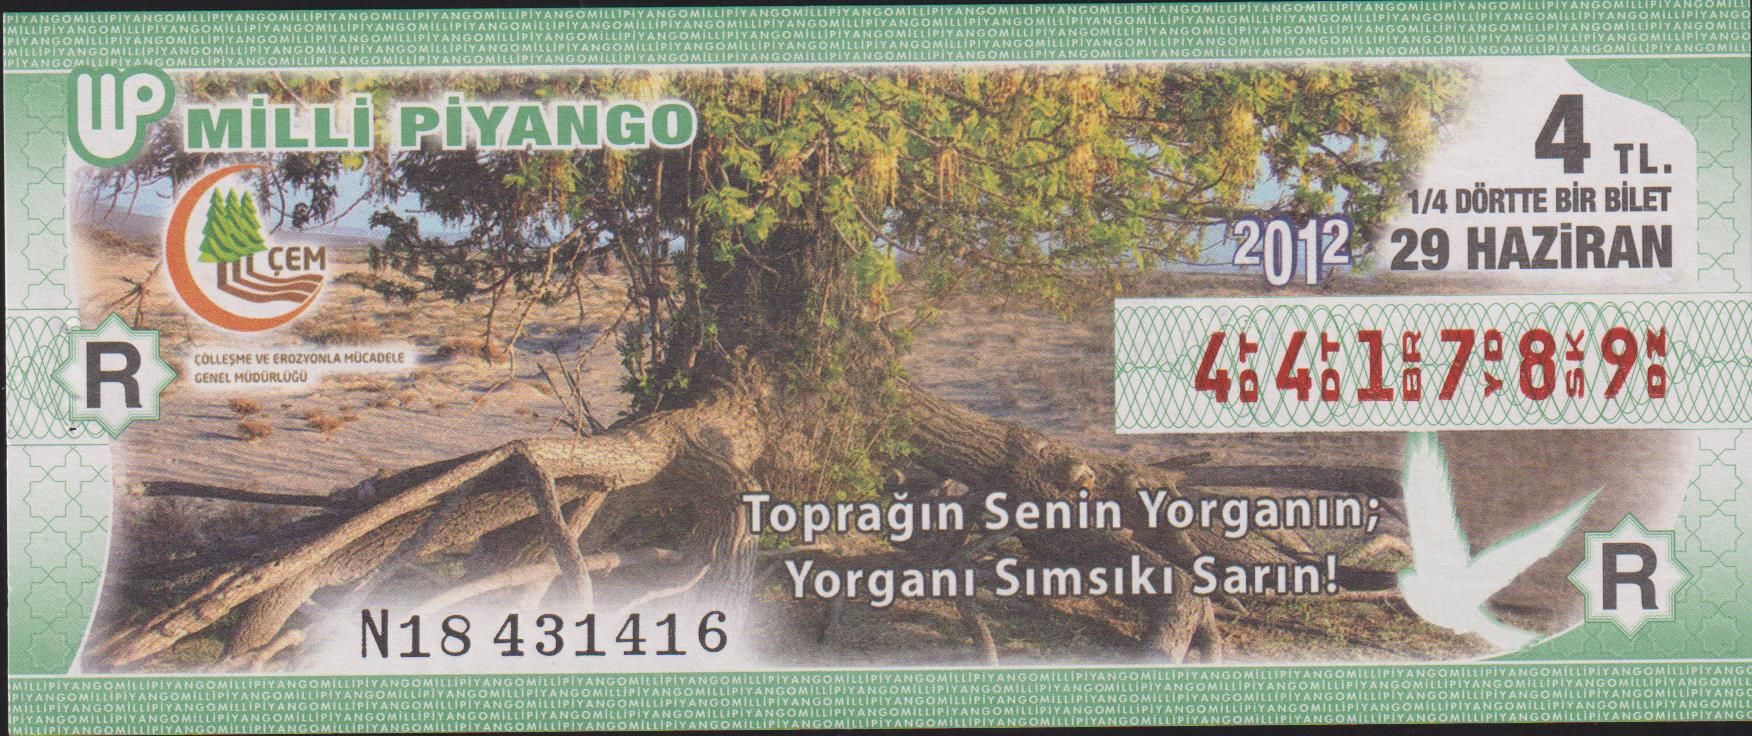 MİLLİ PİYANGO
4 TL.
1/4 DÖRTTE BİR BİLET
2012 29 HAZİRAN
ÇEM
ÇÖLLEŞME VE EROZYONLA MÜCADELE
GENEL MÜDÜRLÜĞÜ
R
4 DT 4 DT 1 BR 7 YD 8 SK 9 DZ
Toprağın Senin Yorganın;
Yorganı Sımsıkı Sarın!
R
N18 431416